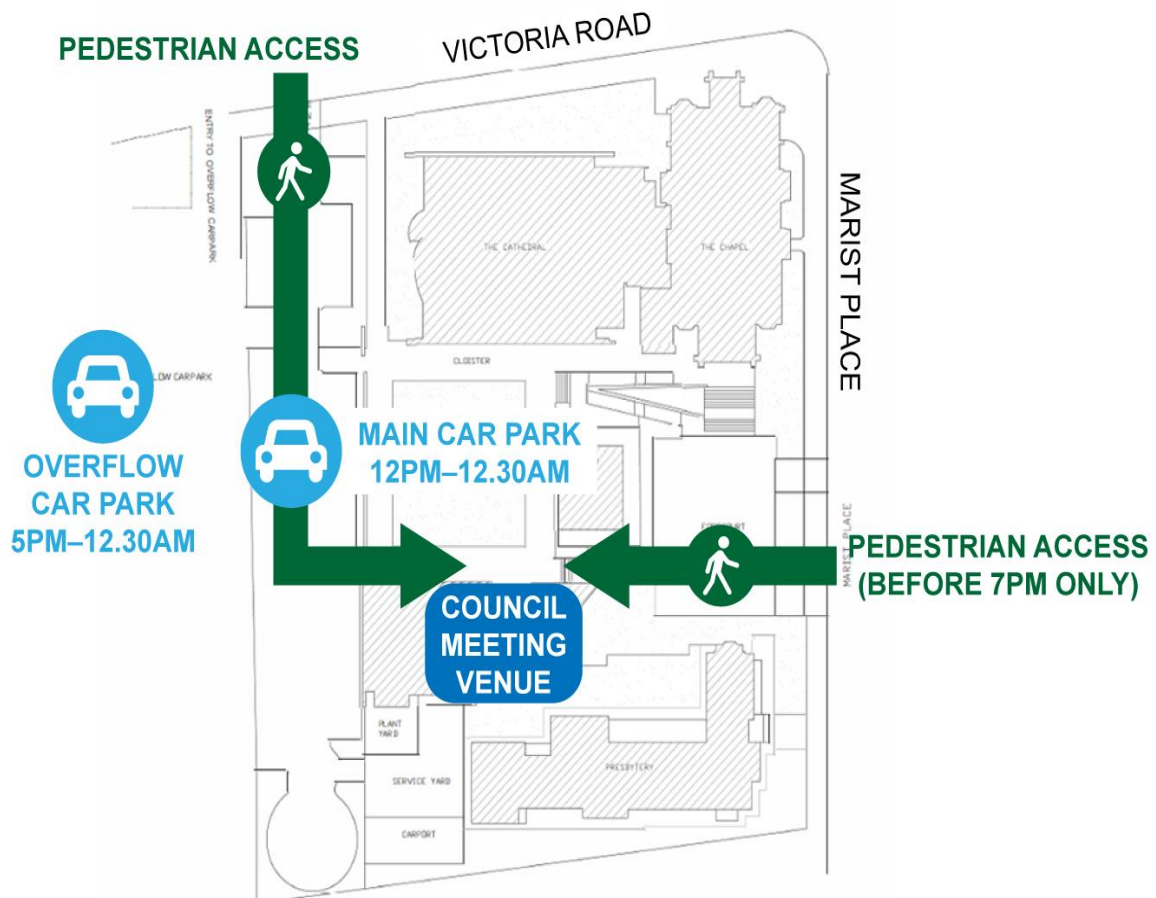 VICTORIA ROAD
PEDESTRIAN ACCESS
ENTRY TO OVERFLOW CARPARK
MARIST PLACE
THE CATHEDRAL
THE CHAPEL
CLOISTER
LOW CARPARK
OVERFLOW
CAR PARK
5PM–12.30AM
MAIN CAR PARK
12PM–12.30AM
MARIST PLACE
PEDESTRIAN ACCESS
(BEFORE 7PM ONLY)
COUNCIL
MEETING
VENUE
PLANT
YARD
SERVICE YARD
PRESBYTERY
CARPORT